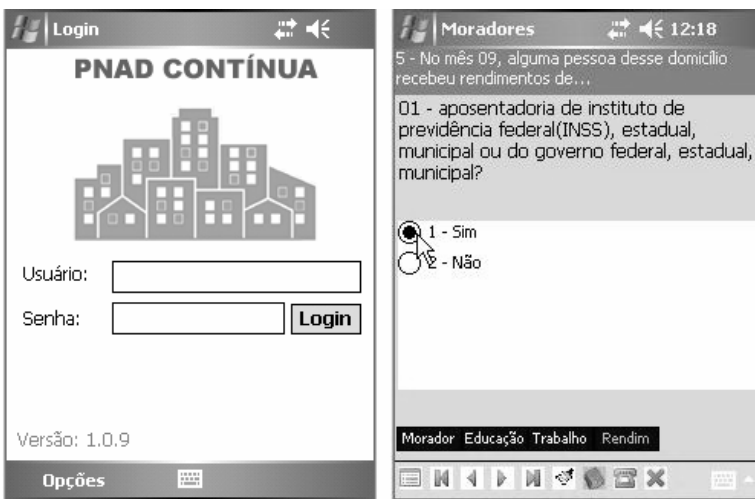 Login
PNAD CONTÍNUA
Usuário:
Senha:
Login
Versão: 1.0.9
Opções
Moradores 12:18
5 - No mês 09, alguma pessoa desse domicílio
recebeu rendimentos de...
01 - aposentadoria de instituto de
previdência federal(INSS), estadual,
municipal ou do governo federal, estadual,
municipal?
1 - Sim
2 - Não
Morador Educação Trabalho Rendim